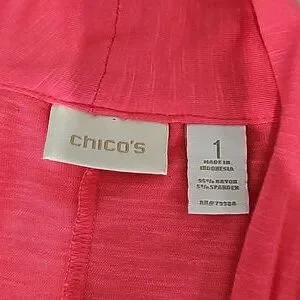 chico's
1
MADE IN
INDONESIA
95% RAYON
5% SPANDEX